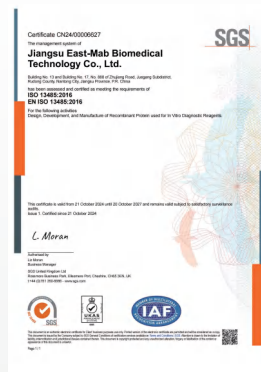 Certificate CN24/00006627
SGS
The management system of
Jiangsu East-Mab Biomedical
Technology Co., Ltd.
Building No. 13 and Building No. 17, No. 888 of Zhujiang Road, Juegang Subdistrict,
Rudong County, Nantong City, Jiangsu Province, P.R. China
has been assessed and certified as meeting the requirements of
ISO 13485:2016
EN ISO 13485:2016
For the following activities
Design, Development, and Manufacture of Recombinant Protein used for In Vitro Diagnostic Reagents.
This certificate is valid from 21 October 2024 until 20 October 2027 and remains valid subject to satisfactory surveillance
audits.
Issue 1. Certified since 21 October 2024
L. Moran
Authorised by
Liz Moran
Business Manager
SGS United Kingdom Ltd
Rossmore Business Park, Ellesmere Port, Cheshire, CH65 3EN, UK
SGS
UKAS
IAF